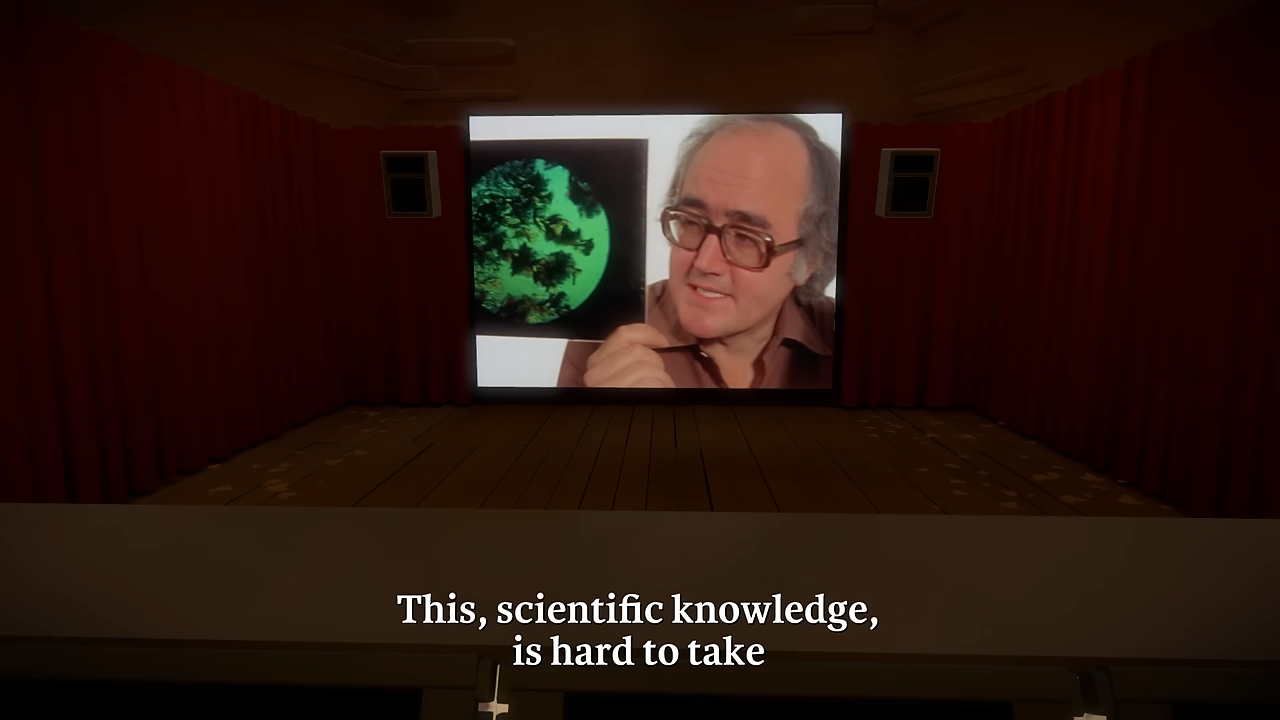 This, scientific knowledge,
is hard to take